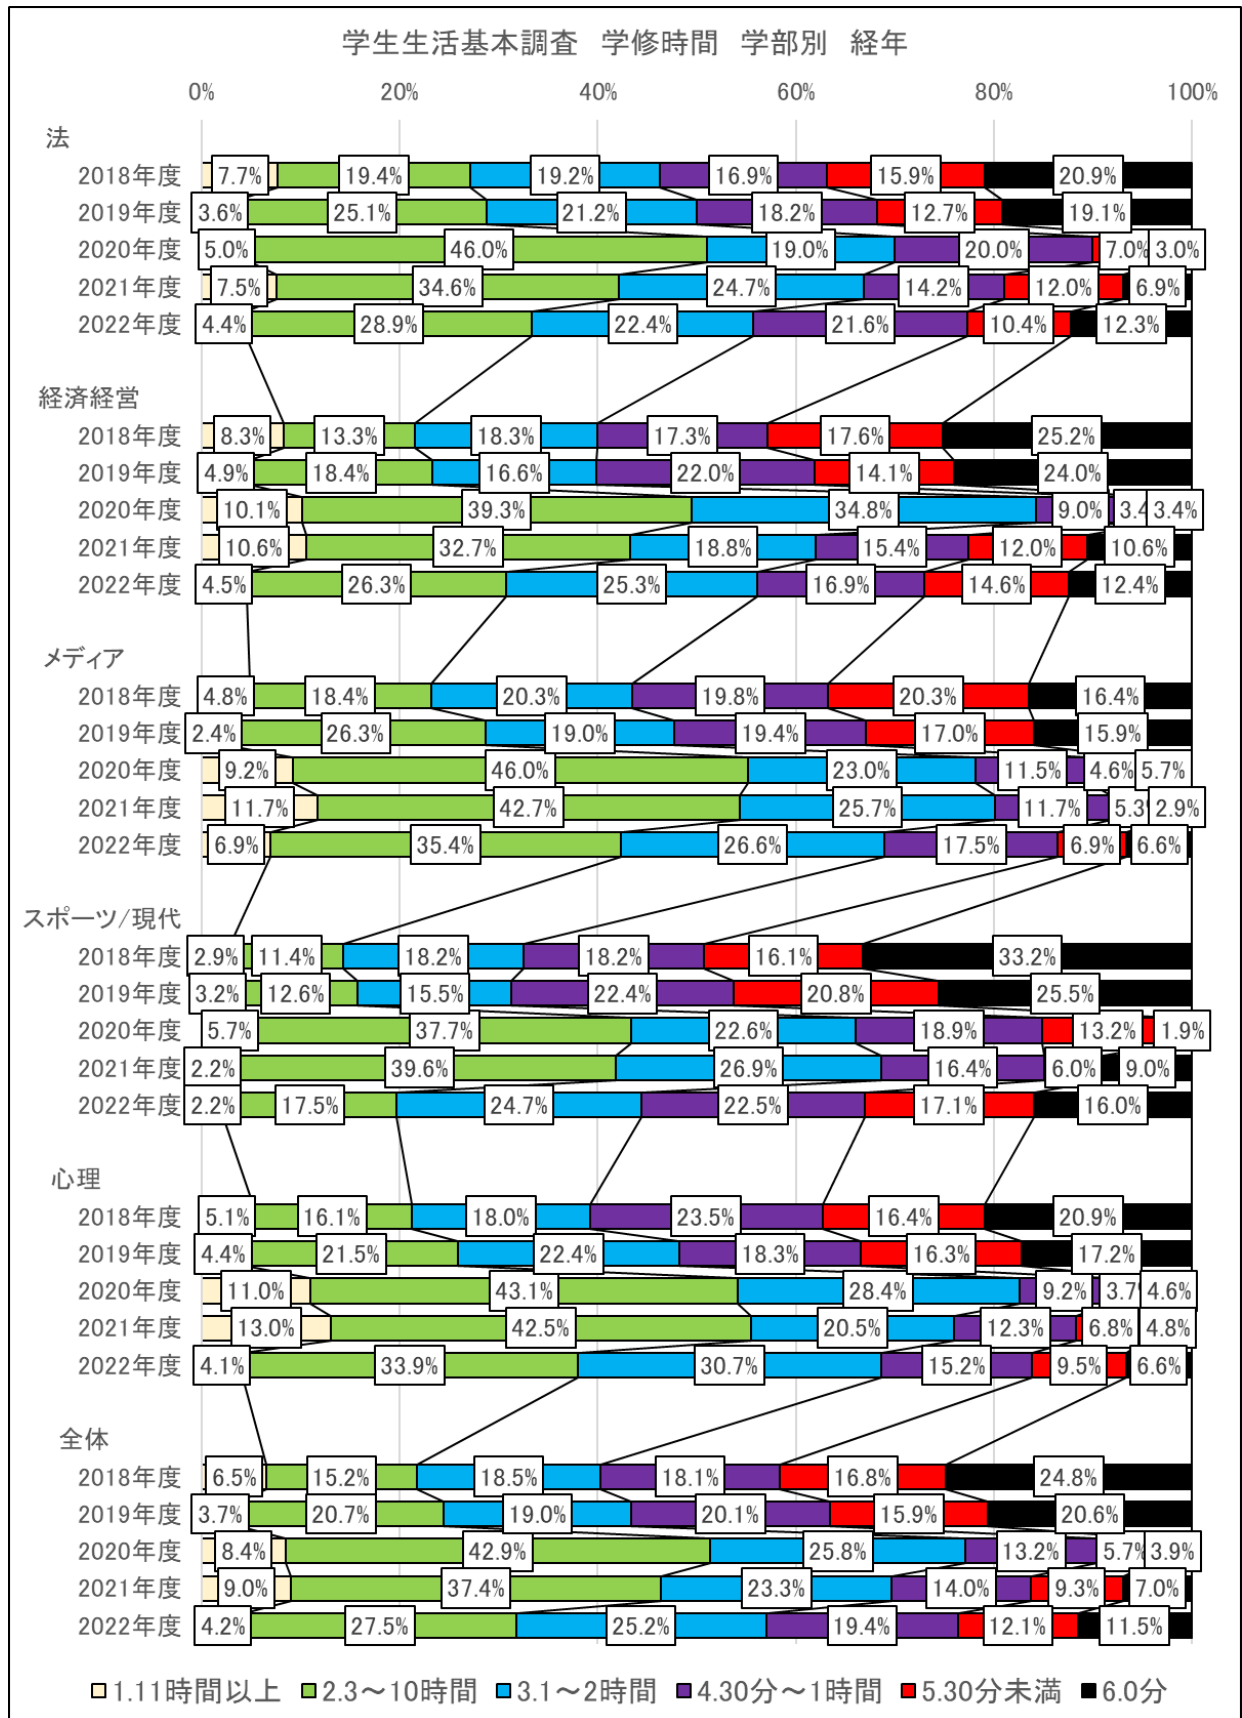 学生生活基本調査 学修時間 学部別 経年
0% 20% 40% 60% 80% 100%
法
2018年度 7.7% 19.4% 19.2% 16.9% 15.9% 20.9%
2019年度 3.6% 25.1% 21.2% 18.2% 12.7% 19.1%
2020年度 5.0% 46.0% 19.0% 20.0% 7.0% 3.0%
2021年度 7.5% 34.6% 24.7% 14.2% 12.0% 6.9%
2022年度 4.4% 28.9% 22.4% 21.6% 10.4% 12.3%
経済経営
2018年度 8.3% 13.3% 18.3% 17.3% 17.6% 25.2%
2019年度 4.9% 18.4% 16.6% 22.0% 14.1% 24.0%
2020年度 10.1% 39.3% 34.8% 9.0% 3.4 3.4%
2021年度 10.6% 32.7% 18.8% 15.4% 12.0% 10.6%
2022年度 4.5% 26.3% 25.3% 16.9% 14.6% 12.4%
メディア
2018年度 4.8% 18.4% 20.3% 19.8% 20.3% 16.4%
2019年度 2.4% 26.3% 19.0% 19.4% 17.0% 15.9%
2020年度 9.2% 46.0% 23.0% 11.5% 4.6% 5.7%
2021年度 11.7% 42.7% 25.7% 11.7% 5.3% 2.9%
2022年度 6.9% 35.4% 26.6% 17.5% 6.9% 6.6%
スポーツ/現代
2018年度 2.9% 11.4% 18.2% 18.2% 16.1% 33.2%
2019年度 3.2% 12.6% 15.5% 22.4% 20.8% 25.5%
2020年度 5.7% 37.7% 22.6% 18.9% 13.2% 1.9%
2021年度 2.2% 39.6% 26.9% 16.4% 6.0% 9.0%
2022年度 2.2% 17.5% 24.7% 22.5% 17.1% 16.0%
心理
2018年度 5.1% 16.1% 18.0% 23.5% 16.4% 20.9%
2019年度 4.4% 21.5% 22.4% 18.3% 16.3% 17.2%
2020年度 11.0% 43.1% 28.4% 9.2% 3.7% 4.6%
2021年度 13.0% 42.5% 20.5% 12.3% 6.8% 4.8%
2022年度 4.1% 33.9% 30.7% 15.2% 9.5% 6.6%
全体
2018年度 6.5% 15.2% 18.5% 18.1% 16.8% 24.8%
2019年度 3.7% 20.7% 19.0% 20.1% 15.9% 20.6%
2020年度 8.4% 42.9% 25.8% 13.2% 5.7% 3.9%
2021年度 9.0% 37.4% 23.3% 14.0% 9.3% 7.0%
2022年度 4.2% 27.5% 25.2% 19.4% 12.1% 11.5%
1.11時間以上 2.3～10時間 3.1～2時間 4.30分～1時間 5.30分未満 6.0分